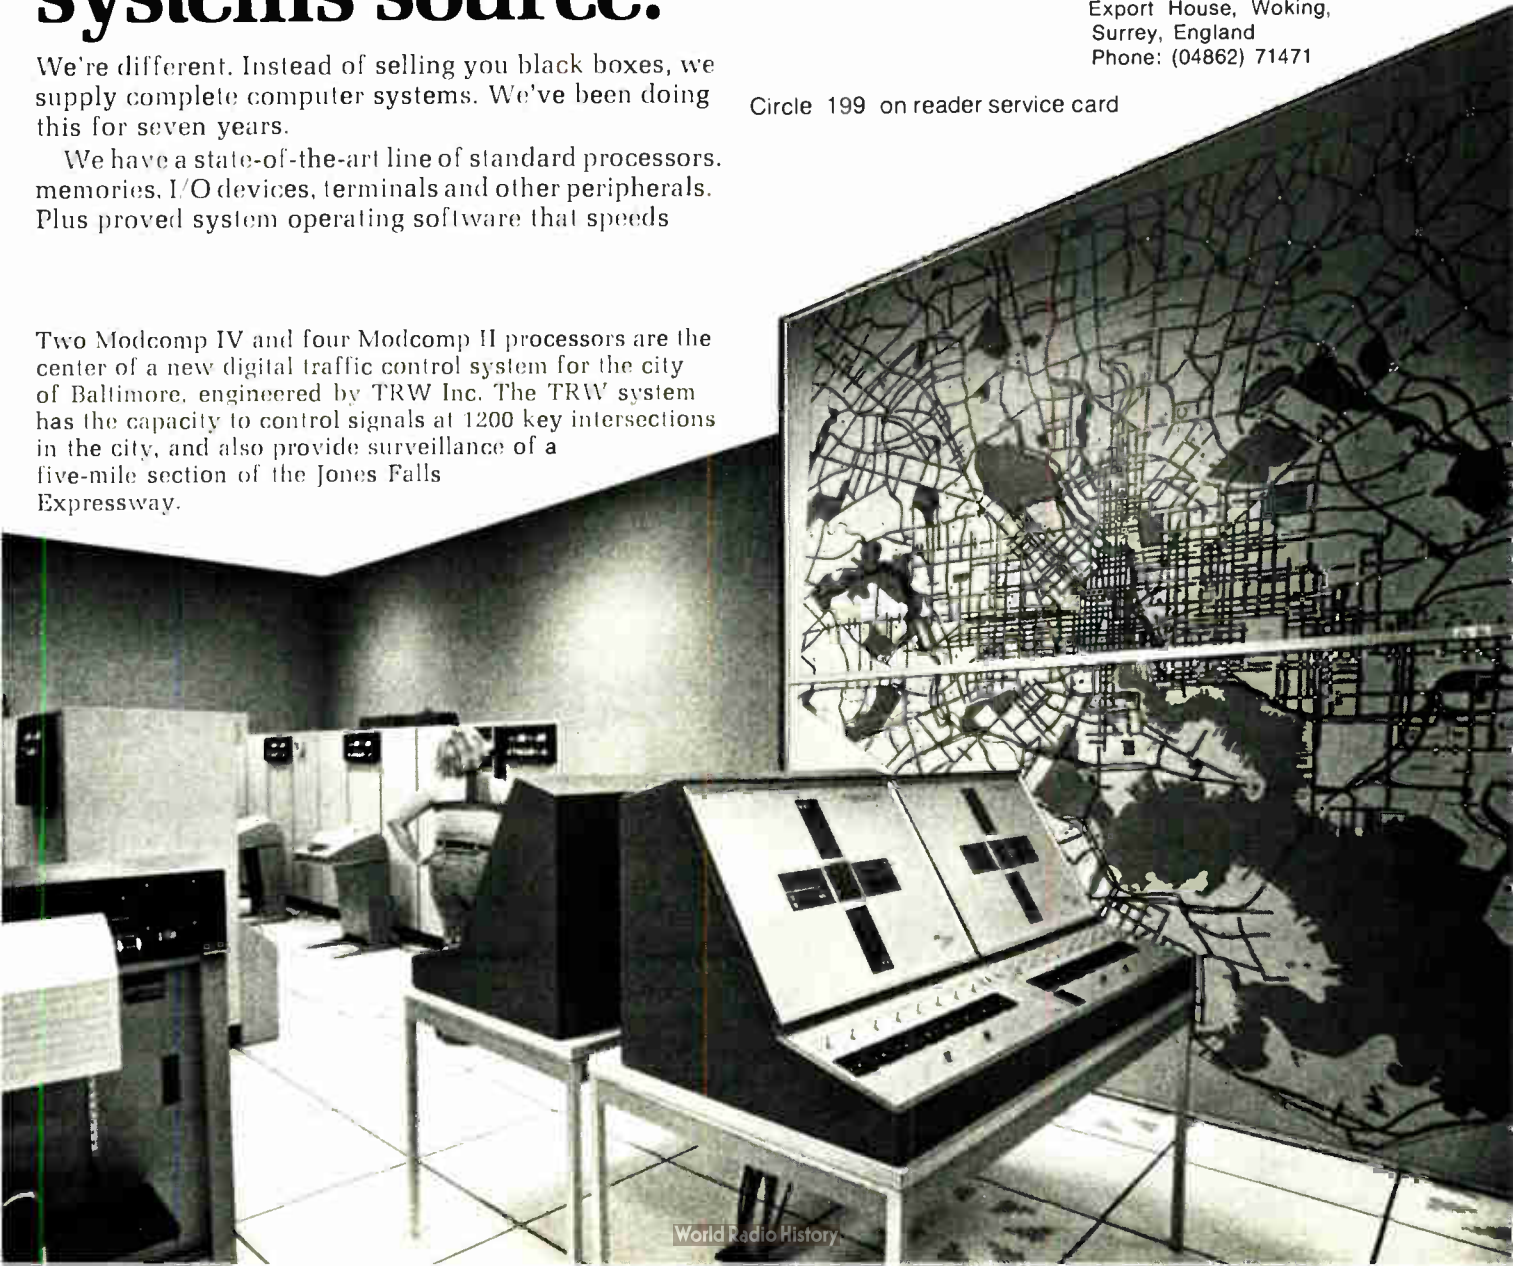 systems source.
We're different. Instead of selling you black boxes, we
supply complete computer systems. We've been doing
this for seven years.
We have a state-of-the-art line of standard processors.
memories, I/O devices, terminals and other peripherals.
Plus proved system operating software that speeds
Export House, Woking,
Surrey, England
Phone: (04862) 71471
Circle 199 on reader service card
Two Modcomp IV and four Modcomp II processors are the
center of a new digital traffic control system for the city
of Baltimore, engineered by TRW Inc. The TRW system
has the capacity to control signals at 1200 key intersections
in the city, and also provide surveillance of a
five-mile section of the Jones Falls
Expressway.
World Radio History